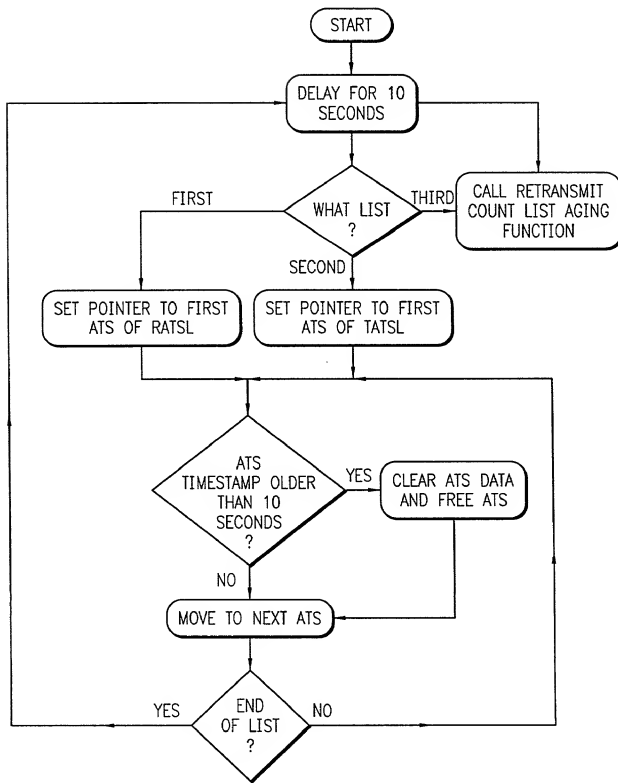 START
DELAY FOR 10
SECONDS
FIRST
WHAT LIST
?
THIRD
CALL RETRANSMIT
COUNT LIST AGING
FUNCTION
SECOND
SET POINTER TO FIRST
ATS OF RATSL
SET POINTER TO FIRST
ATS OF TATSL
ATS
TIMESTAMP OLDER
THAN 10
SECONDS
?
YES
CLEAR ATS DATA
AND FREE ATS
NO
MOVE TO NEXT ATS
YES
END
OF LIST
?
NO